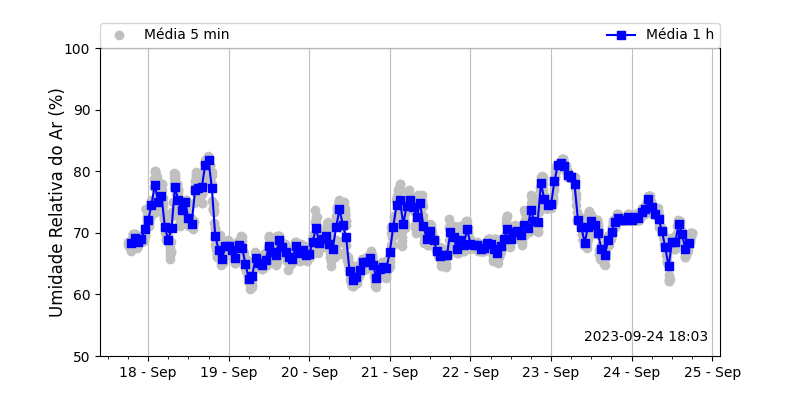 Média 5 min
Média 1 h
Umidade Relativa do Ar (%)
100
90
80
70
60
50
2023-09-24 18:03
18 - Sep
19 - Sep
20 - Sep
21 - Sep
22 - Sep
23 - Sep
24 - Sep
25 - Sep